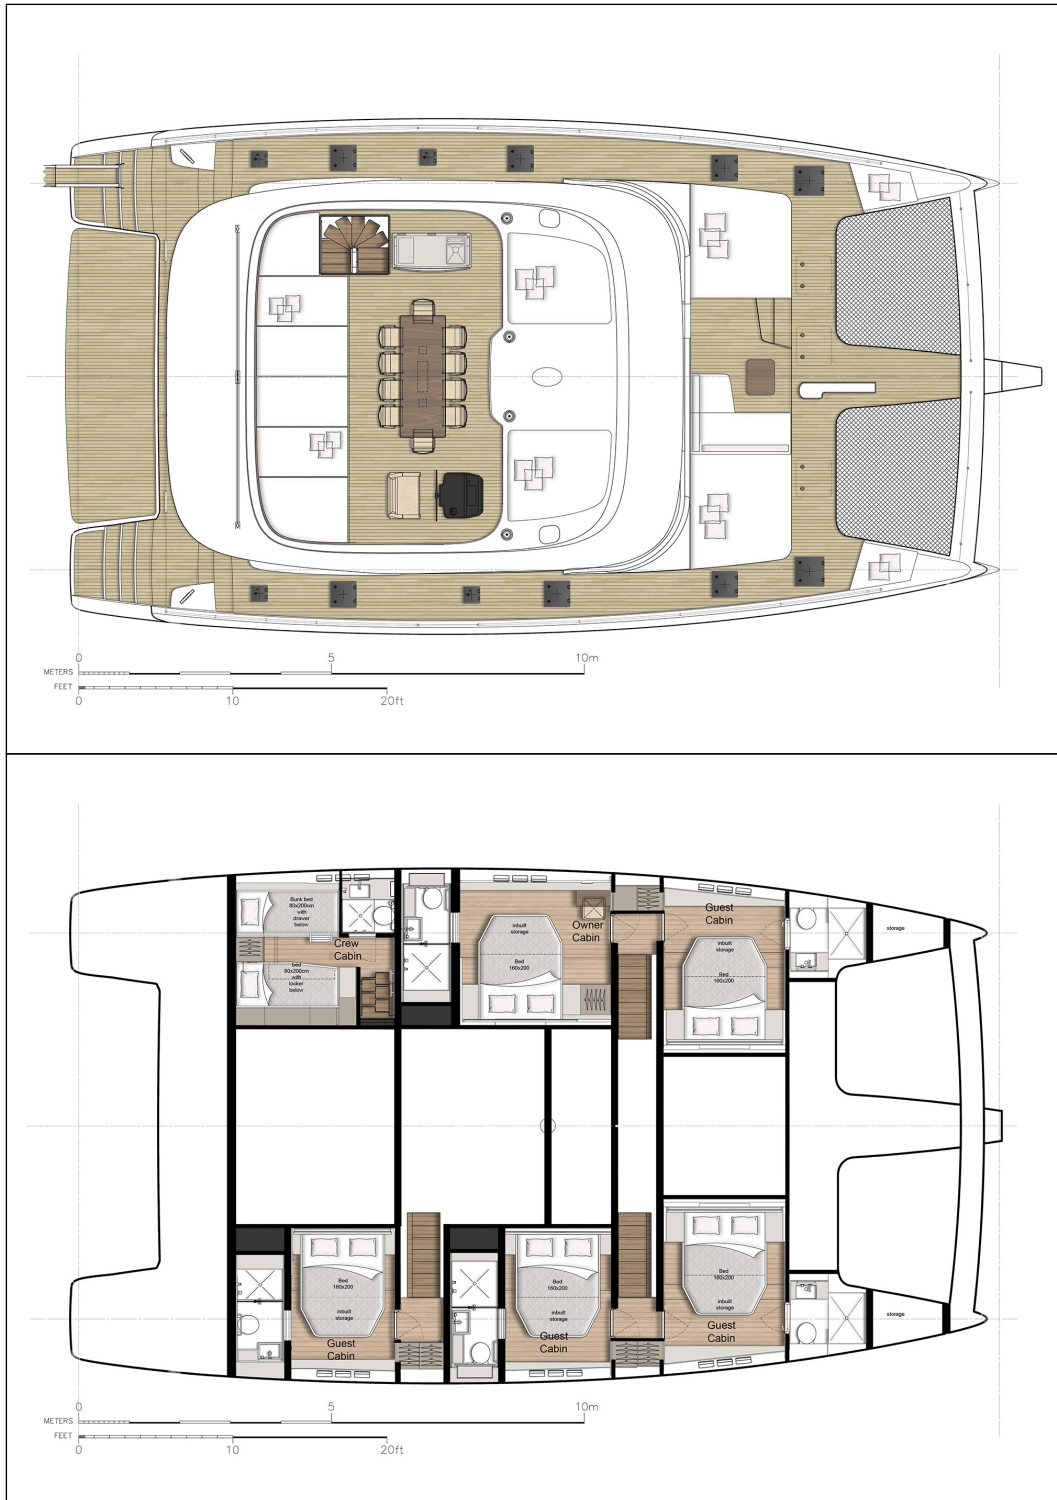 0
5
10m
METERS
FEET
0
10
20ft
Bunk bed
80x200cm
with
drawer
below
Crew
Cabin
bed
80x200cm
with
locker
below
inbuilt
storage
Owner
Cabin
Bed
160x200
Guest
Cabin
inbuilt
storage
Bed
160x200
storage
Bed
160x200
inbuilt
storage
Guest
Cabin
Bed
160x200
inbuilt
storage
Guest
Cabin
Bed
160x200
inbuilt
storage
Guest
Cabin
storage
0
5
10m
METERS
FEET
0
10
20ft